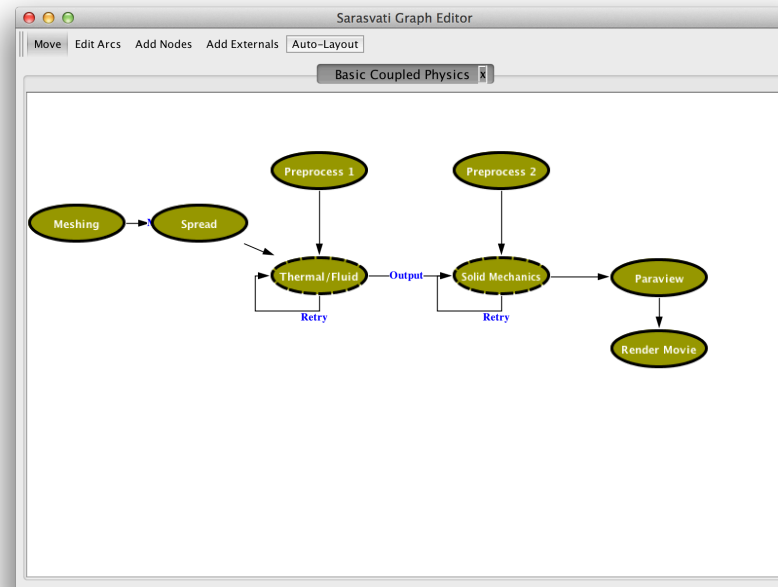 Sarasvati Graph Editor
Move Edit Arcs Add Nodes Add Externals Auto-Layout
Basic Coupled Physics x
Preprocess 1 Preprocess 2
Meshing Spread
Thermal/Fluid Output Solid Mechanics Paraview
Retry Retry
Render Movie